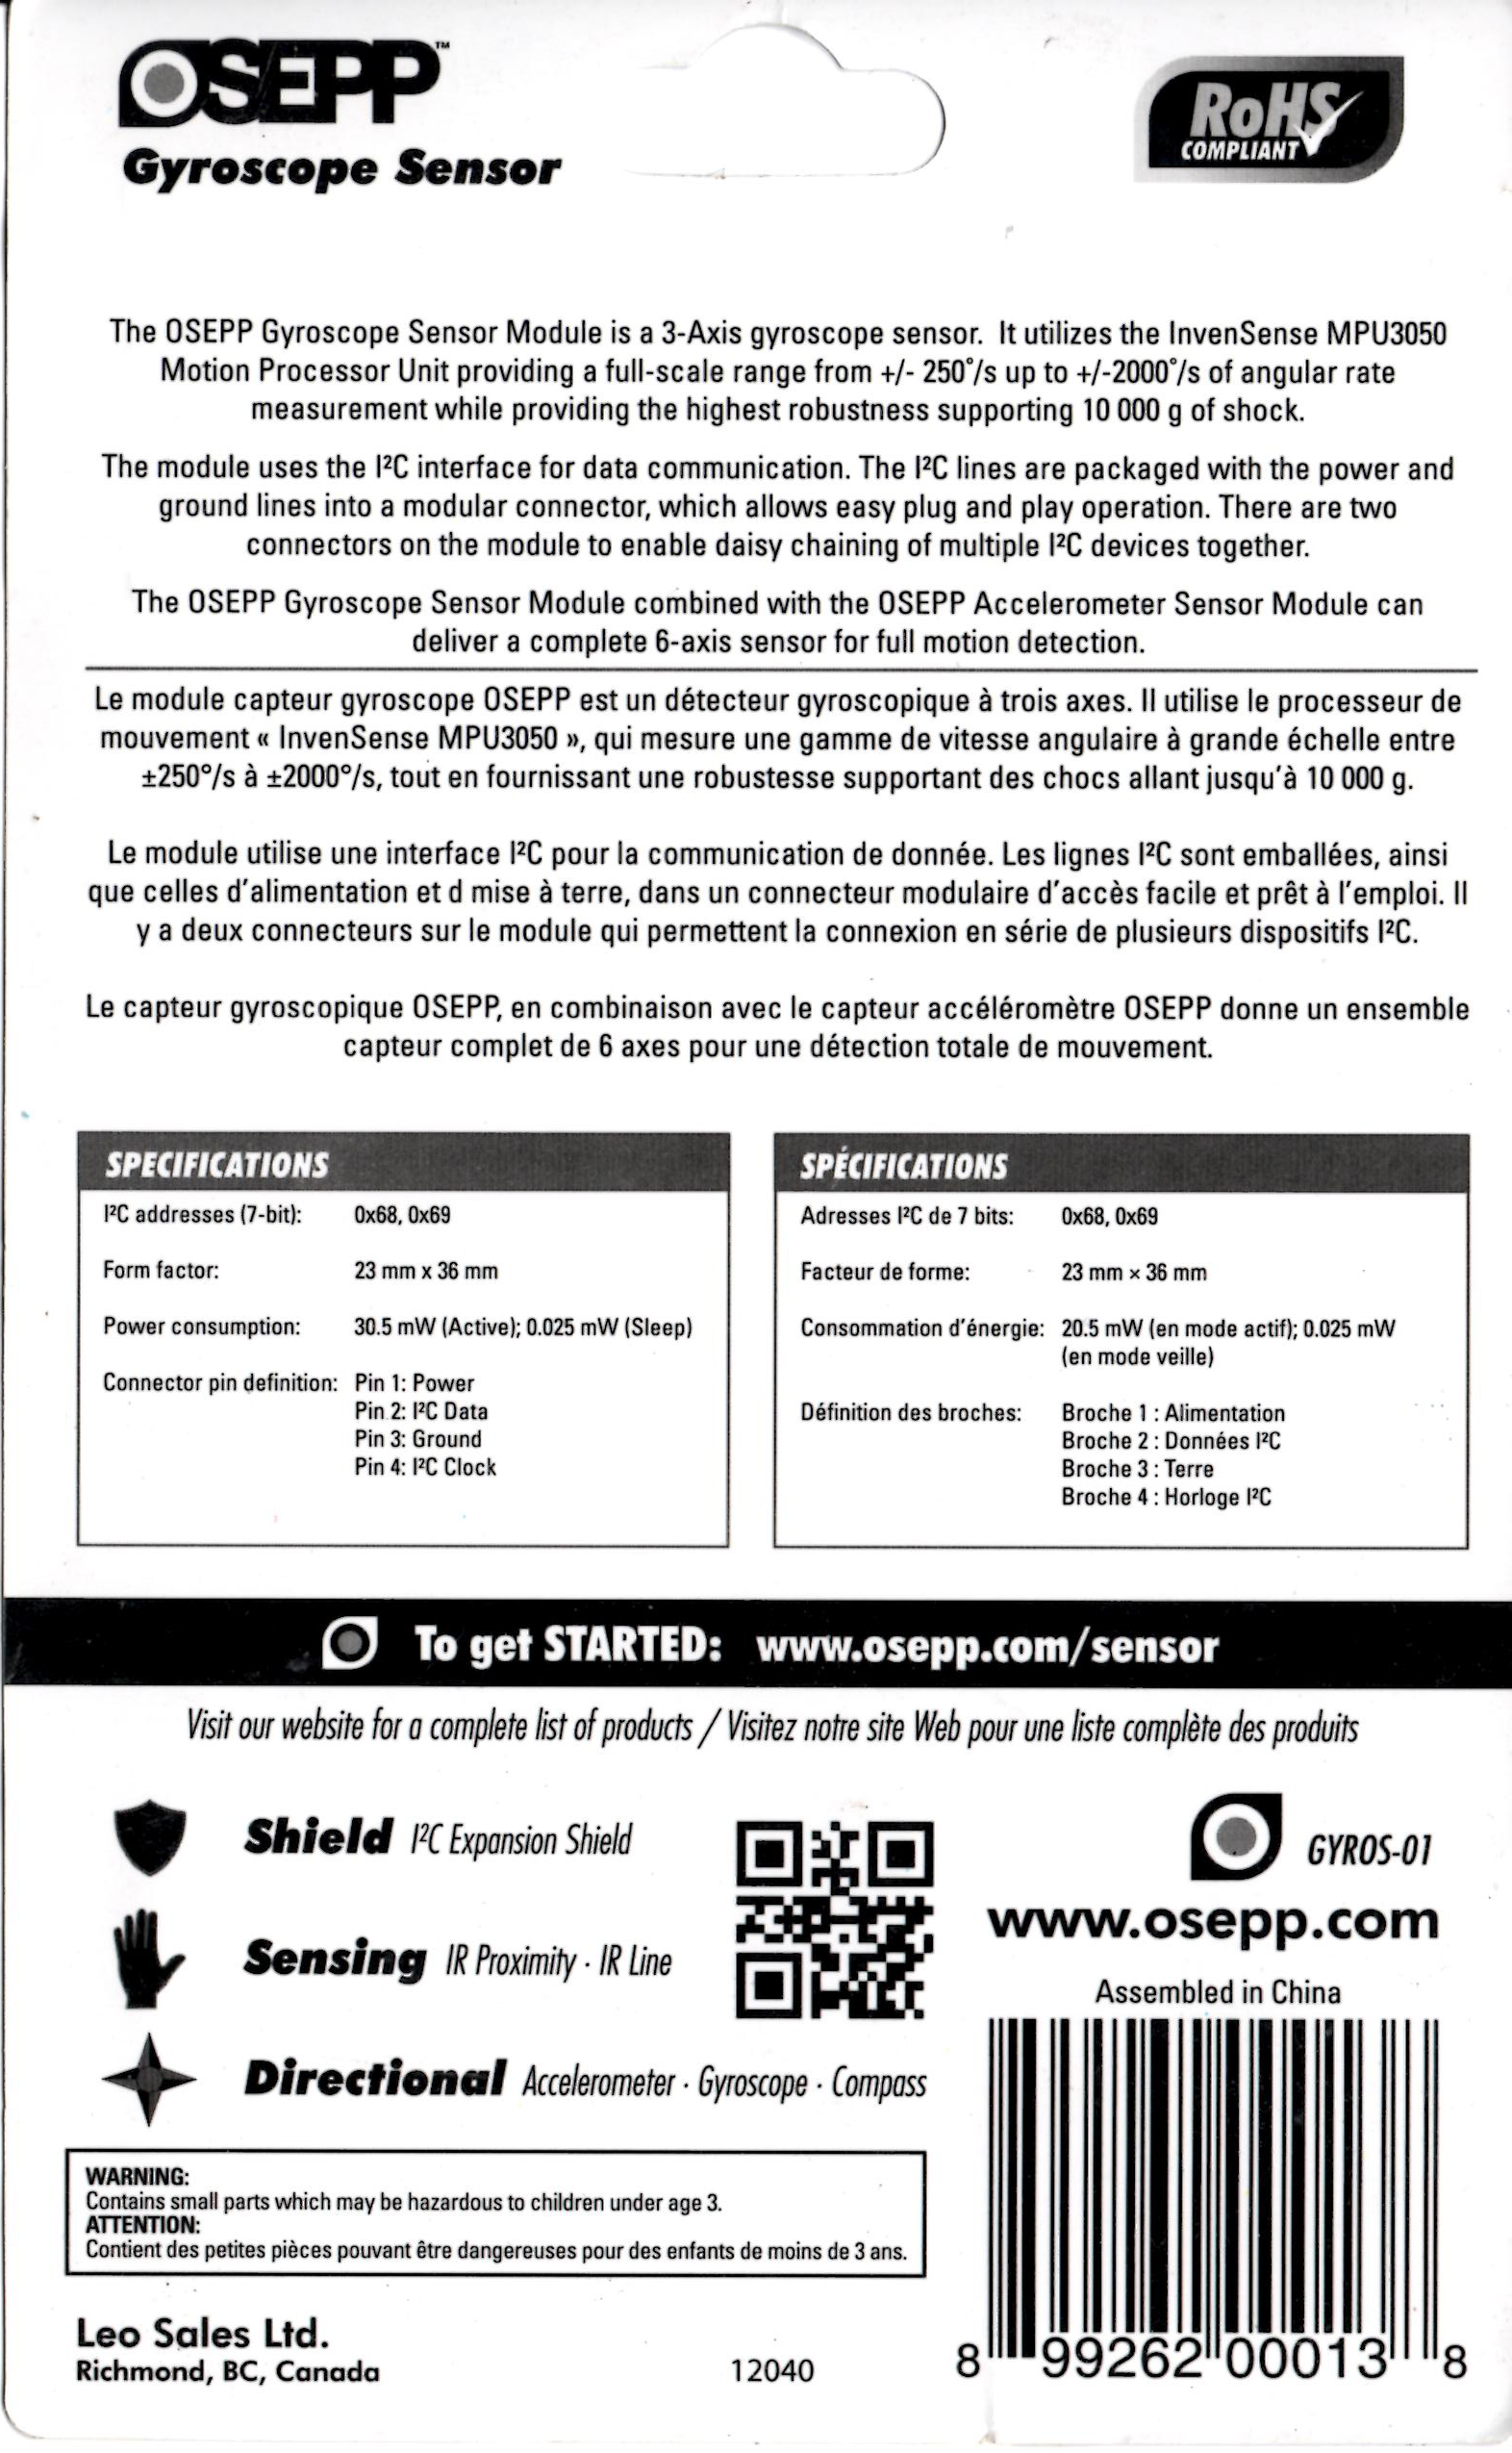 OSEPP™
Gyroscope Sensor
RoHS
COMPLIANT
The OSEPP Gyroscope Sensor Module is a 3-Axis gyroscope sensor. It utilizes the InvenSense MPU3050
Motion Processor Unit providing a full-scale range from +/- 250°/s up to +/-2000°/s of angular rate
measurement while providing the highest robustness supporting 10 000 g of shock.
The module uses the I²C interface for data communication. The I²C lines are packaged with the power and
ground lines into a modular connector, which allows easy plug and play operation. There are two
connectors on the module to enable daisy chaining of multiple I²C devices together.
The OSEPP Gyroscope Sensor Module combined with the OSEPP Accelerometer Sensor Module can
deliver a complete 6-axis sensor for full motion detection.
Le module capteur gyroscope OSEPP est un détecteur gyroscopique à trois axes. Il utilise le processeur de
mouvement « InvenSense MPU3050 », qui mesure une gamme de vitesse angulaire à grande échelle entre
±250°/s à ±2000°/s, tout en fournissant une robustesse supportant des chocs allant jusqu'à 10 000 g.
Le module utilise une interface I²C pour la communication de donnée. Les lignes I²C sont emballées, ainsi
que celles d'alimentation et d mise à terre, dans un connecteur modulaire d'accès facile et prêt à l'emploi. Il
y a deux connecteurs sur le module qui permettent la connexion en série de plusieurs dispositifs I²C.
Le capteur gyroscopique OSEPP, en combinaison avec le capteur accéléromètre OSEPP donne un ensemble
capteur complet de 6 axes pour une détection totale de mouvement.
SPECIFICATIONS
I²C addresses (7-bit): 0x68, 0x69
Form factor: 23 mm x 36 mm
Power consumption: 30.5 mW (Active); 0.025 mW (Sleep)
Connector pin definition: Pin 1: Power
Pin 2: I²C Data
Pin 3: Ground
Pin 4: I²C Clock
SPÉCIFICATIONS
Adresses I²C de 7 bits: 0x68, 0x69
Facteur de forme: 23 mm × 36 mm
Consommation d'énergie: 20.5 mW (en mode actif); 0.025 mW
(en mode veille)
Définition des broches: Broche 1 : Alimentation
Broche 2 : Données I²C
Broche 3 : Terre
Broche 4 : Horloge I²C
To get STARTED: www.osepp.com/sensor
Visit our website for a complete list of products / Visitez notre site Web pour une liste complète des produits
Shield I²C Expansion Shield
Sensing IR Proximity · IR Line
Directional Accelerometer · Gyroscope · Compass
GYROS-01
www.osepp.com
Assembled in China
WARNING:
Contains small parts which may be hazardous to children under age 3.
ATTENTION:
Contient des petites pièces pouvant être dangereuses pour des enfants de moins de 3 ans.
Leo Sales Ltd.
Richmond, BC, Canada
12040
8 99262 00013 8